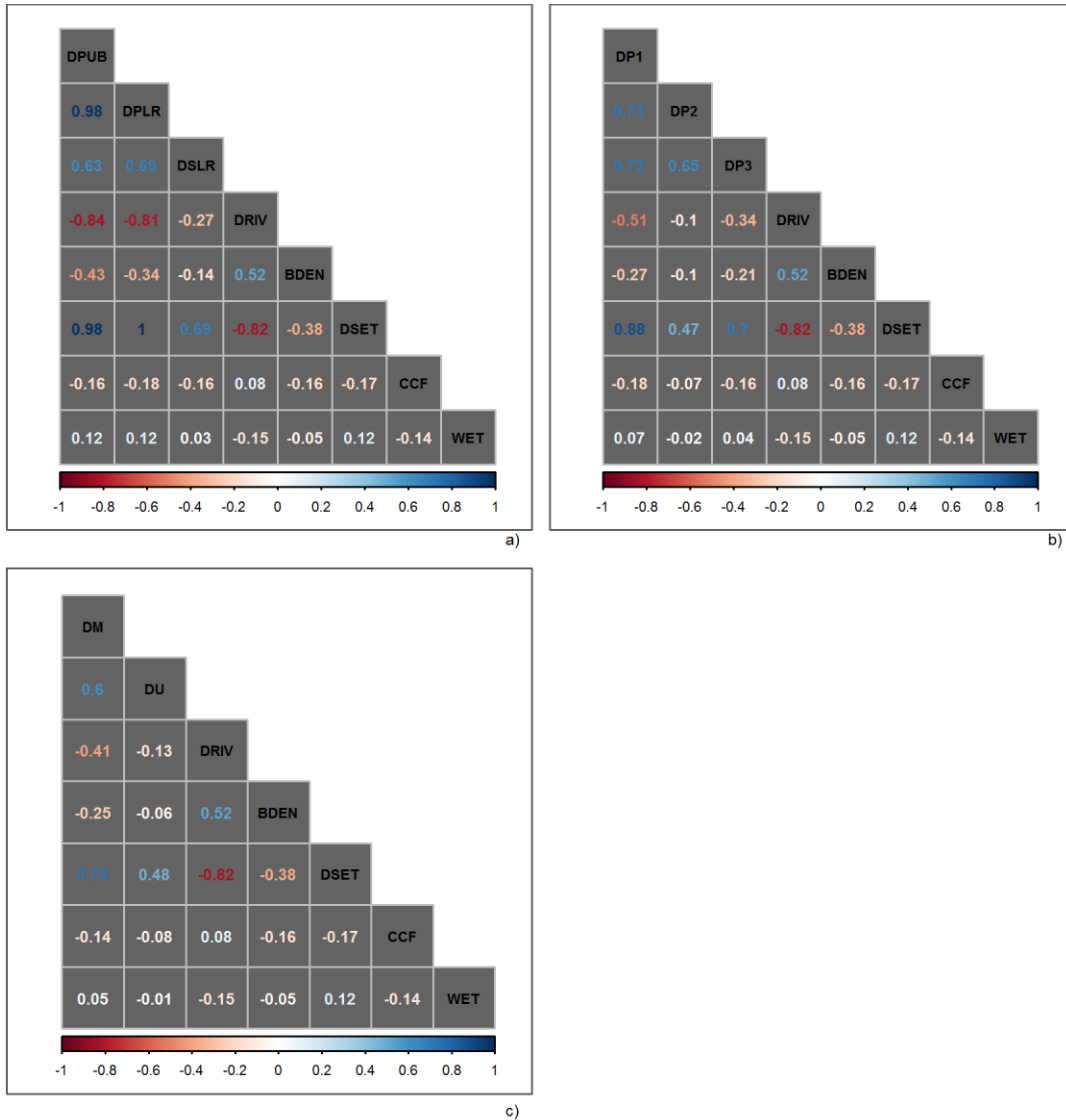 DPUB
0.98 DPLR
0.63 0.69 DSLR
-0.84 -0.81 -0.27 DRIV
-0.43 -0.34 -0.14 0.52 BDEN
0.98 1 0.69 -0.82 -0.38 DSET
-0.16 -0.18 -0.16 0.08 -0.16 -0.17 CCF
0.12 0.12 0.03 -0.15 -0.05 0.12 -0.14 WET
-1 -0.8 -0.6 -0.4 -0.2 0 0.2 0.4 0.6 0.8 1
a)
DP1
0.73 DP2
0.72 0.65 DP3
-0.51 -0.1 -0.34 DRIV
-0.27 -0.1 -0.21 0.52 BDEN
0.88 0.47 0.7 -0.82 -0.38 DSET
-0.18 -0.07 -0.16 0.08 -0.16 -0.17 CCF
0.07 -0.02 0.04 -0.15 -0.05 0.12 -0.14 WET
-1 -0.8 -0.6 -0.4 -0.2 0 0.2 0.4 0.6 0.8 1
b)
DM
0.6 DU
-0.41 -0.13 DRIV
-0.25 -0.06 0.52 BDEN
0.48 -0.82 -0.38 DSET
-0.14 -0.08 0.08 -0.16 -0.17 CCF
0.05 -0.01 -0.15 -0.05 0.12 -0.14 WET
-1 -0.8 -0.6 -0.4 -0.2 0 0.2 0.4 0.6 0.8 1
c)